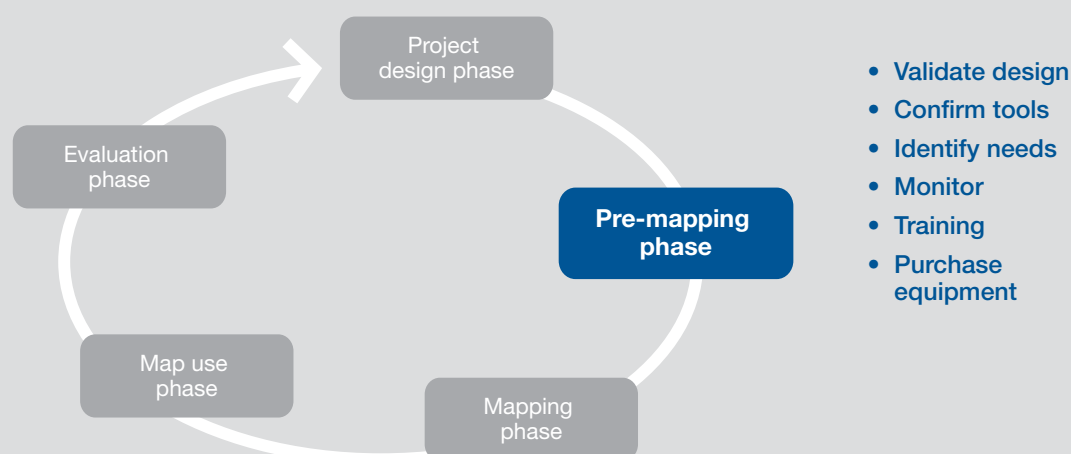 Project
design phase
Evaluation
phase
Pre-mapping
phase
Map use
phase
Mapping
phase
• Validate design
• Confirm tools
• Identify needs
• Monitor
• Training
• Purchase
equipment